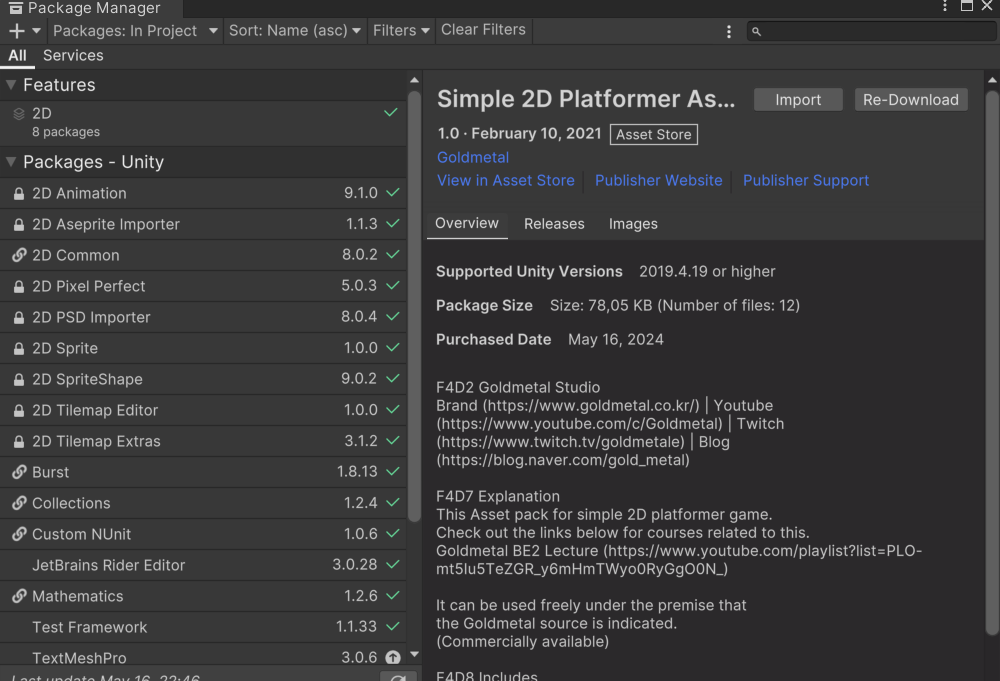 Package Manager
Packages: In Project
Sort: Name (asc)
Filters
Clear Filters
All
Services
Features
2D
8 packages
Packages - Unity
2D Animation 9.1.0
2D Aseprite Importer 1.1.3
2D Common 8.0.2
2D Pixel Perfect 5.0.3
2D PSD Importer 8.0.4
2D Sprite 1.0.0
2D SpriteShape 9.0.2
2D Tilemap Editor 1.0.0
2D Tilemap Extras 3.1.2
Burst 1.8.13
Collections 1.2.4
Custom NUnit 1.0.6
JetBrains Rider Editor 3.0.28
Mathematics 1.2.6
Test Framework 1.1.33
TextMeshPro 3.0.6
Last update May 16, 22:46
Simple 2D Platformer As...
Import
Re-Download
1.0 · February 10, 2021 Asset Store
Goldmetal
View in Asset Store
Publisher Website
Publisher Support
Overview
Releases
Images
Supported Unity Versions 2019.4.19 or higher
Package Size Size: 78,05 KB (Number of files: 12)
Purchased Date May 16, 2024
F4D2 Goldmetal Studio
Brand (https://www.goldmetal.co.kr/) | Youtube
(https://www.youtube.com/c/Goldmetal) | Twitch
(https://www.twitch.tv/goldmetale) | Blog
(https://blog.naver.com/gold_metal)
F4D7 Explanation
This Asset pack for simple 2D platformer game.
Check out the links below for courses related to this.
Goldmetal BE2 Lecture (https://www.youtube.com/playlist?list=PLO-
mt5Iu5TeZGR_y6mHmTWyo0RyGgO0N_)
It can be used freely under the premise that
the Goldmetal source is indicated.
(Commercially available)
F4D8 Includes